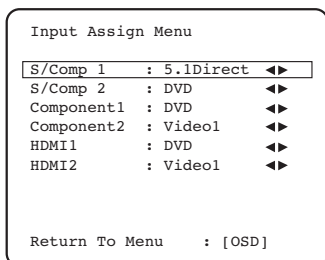 Input Assign Menu
S/Comp 1 : 5.1Direct ◄►
S/Comp 2 : DVD ◄►
Component1 : DVD ◄►
Component2 : Video1 ◄►
HDMI1 : DVD ◄►
HDMI2 : Video1 ◄►
Return To Menu : [OSD]